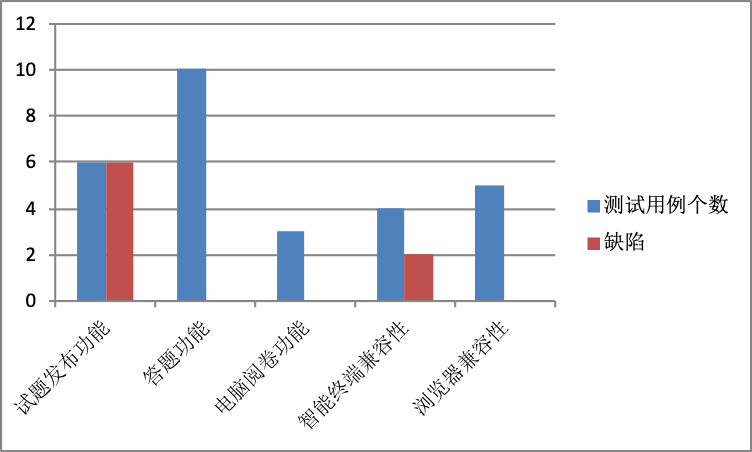 12
10
8
6
4
2
0
试题发布功能
答题功能
电脑阅卷功能
智能终端兼容性
浏览器兼容性
测试用例个数
缺陷